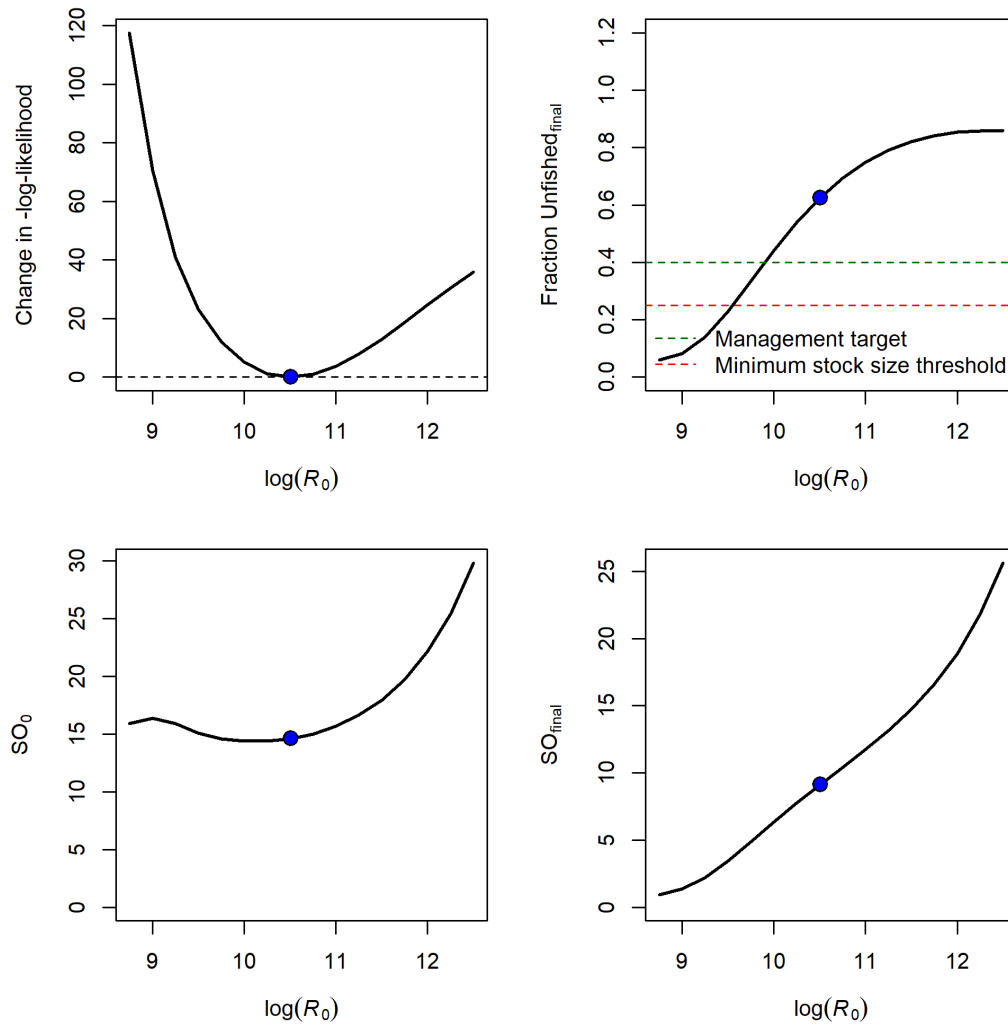 Change in -log-likelihood
0 20 40 60 80 100 120
9 10 11 12
log(R₀)
Fraction Unfished_final
0.0 0.2 0.4 0.6 0.8 1.0 1.2
Management target
Minimum stock size threshold
9 10 11 12
log(R₀)
SO₀
0 5 10 15 20 25 30
9 10 11 12
log(R₀)
SO_final
0 5 10 15 20 25
9 10 11 12
log(R₀)